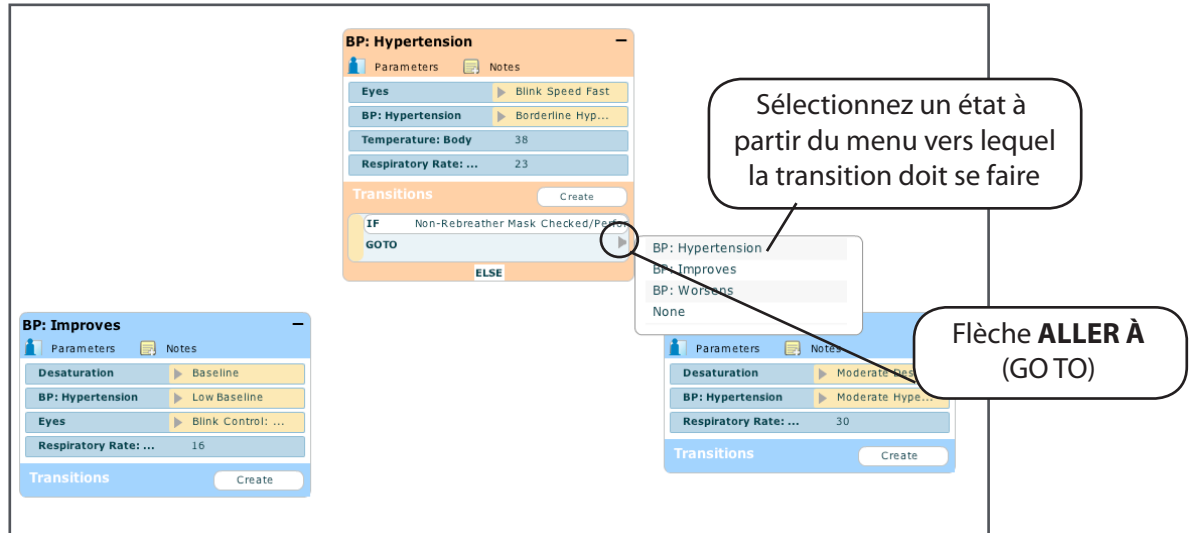 BP: Hypertension
Parameters Notes
Eyes Blink Speed Fast
BP: Hypertension Borderline Hyp...
Temperature: Body 38
Respiratory Rate: ... 23
Transitions Create
IF Non-Rebreather Mask Checked/Perfor
GOTO
ELSE
Sélectionnez un état à
partir du menu vers lequel
la transition doit se faire
BP: Hypertension
BP: Improves
BP: Worsens
None
Flèche ALLER À
(GO TO)
BP: Improves
Parameters Notes
Desaturation Baseline
BP: Hypertension Low Baseline
Eyes Blink Control: ...
Respiratory Rate: ... 16
Transitions Create
Parameters Notes
Desaturation Moderate Des...
BP: Hypertension Moderate Hype...
Respiratory Rate: ... 30
Transitions Create